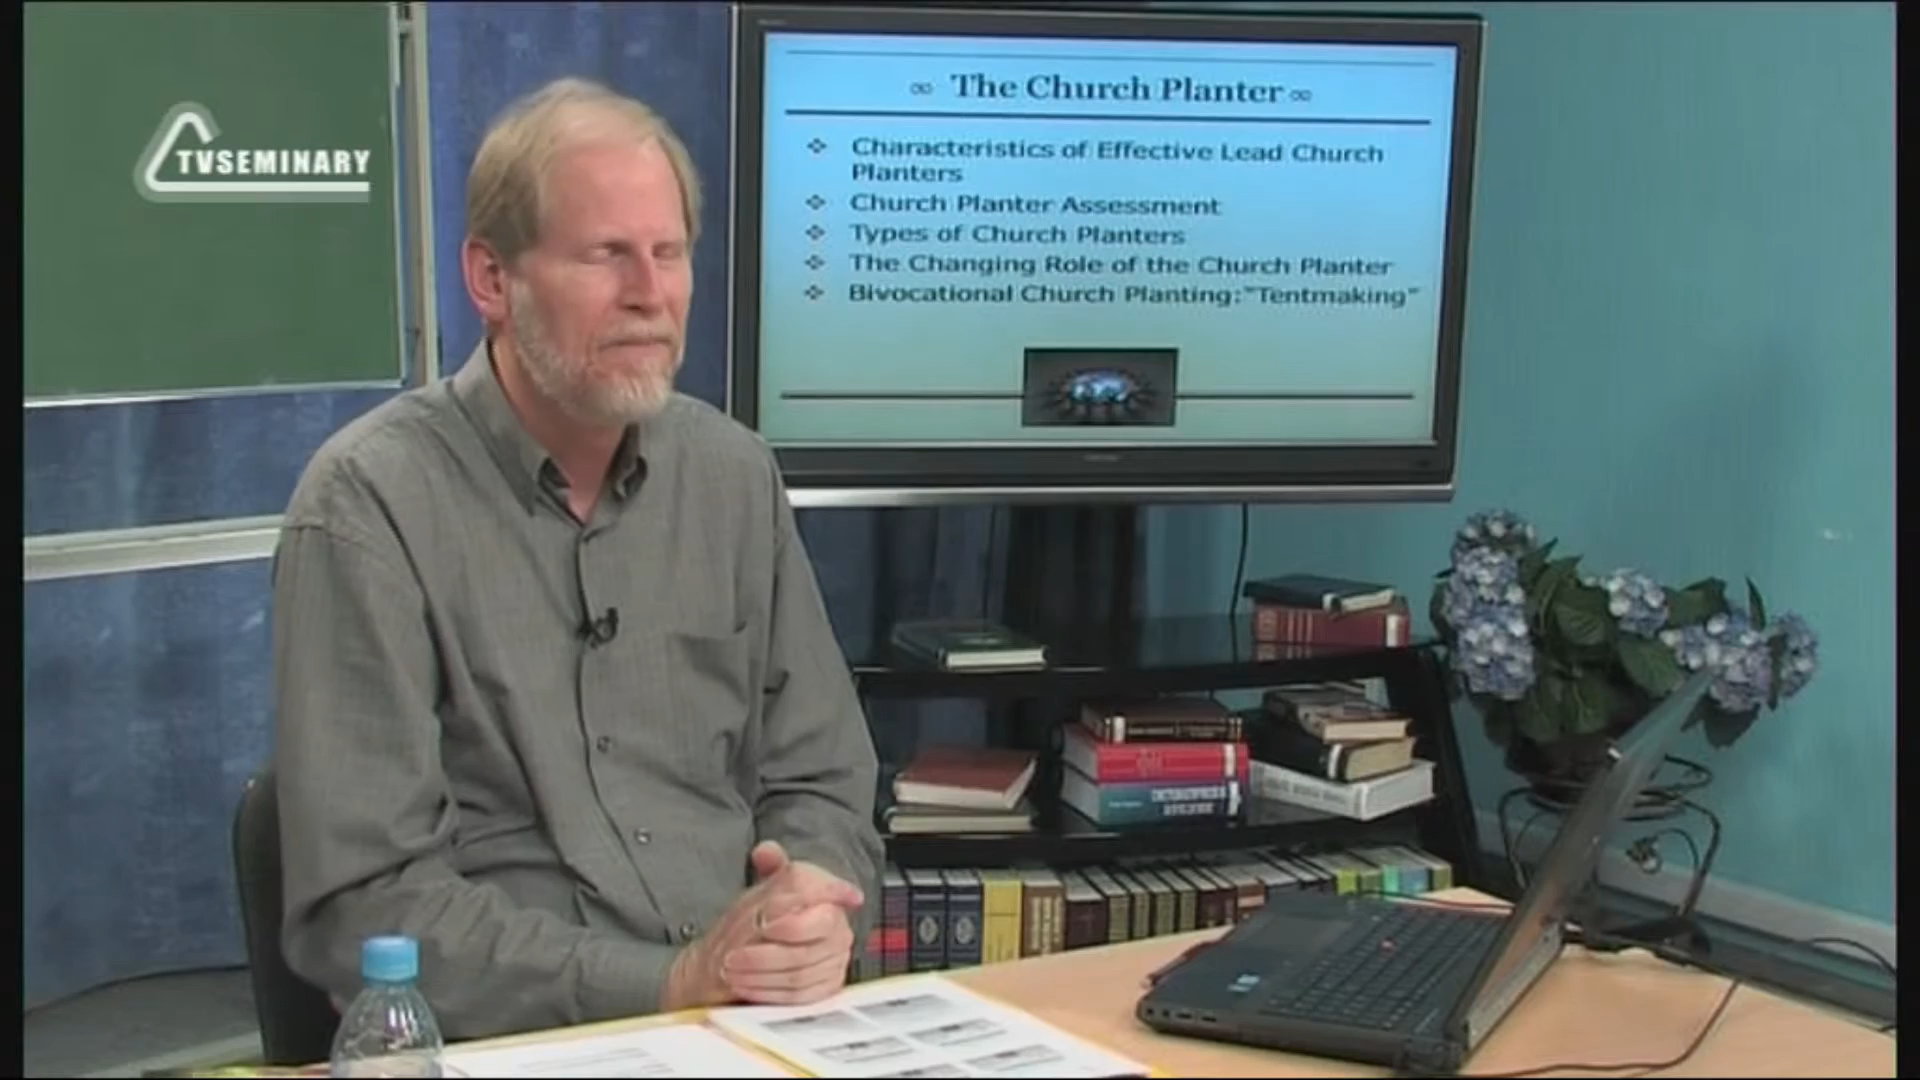 TVSEMINARY
∞ The Church Planter ∞
❖ Characteristics of Effective Lead Church
Planters
❖ Church Planter Assessment
❖ Types of Church Planters
❖ The Changing Role of the Church Planter
❖ Bivocational Church Planting:"Tentmaking"